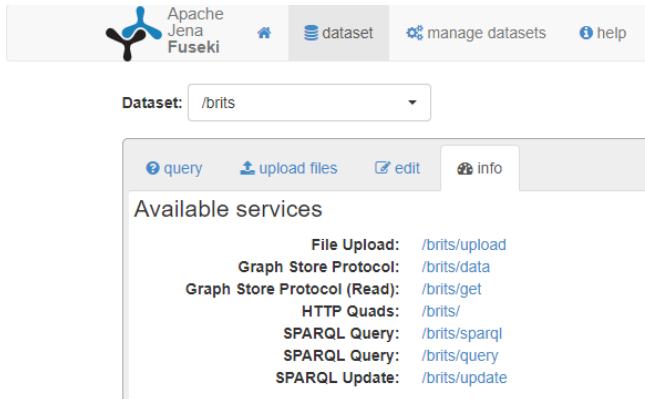 Apache
Jena
Fuseki
dataset
manage datasets
help
Dataset: /brits
query
upload files
edit
info
Available services
File Upload: /brits/upload
Graph Store Protocol: /brits/data
Graph Store Protocol (Read): /brits/get
HTTP Quads: /brits/
SPARQL Query: /brits/sparql
SPARQL Query: /brits/query
SPARQL Update: /brits/update